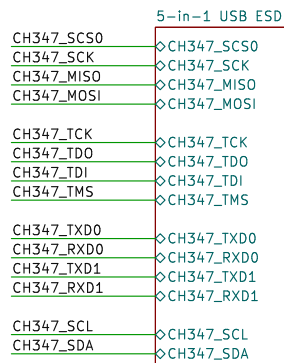 5-in-1 USB ESD
CH347_SCS0 CH347_SCS0
CH347_SCK CH347_SCK
CH347_MISO CH347_MISO
CH347_MOSI CH347_MOSI
CH347_TCK CH347_TCK
CH347_TDO CH347_TDO
CH347_TDI CH347_TDI
CH347_TMS CH347_TMS
CH347_TXD0 CH347_TXD0
CH347_RXD0 CH347_RXD0
CH347_TXD1 CH347_TXD1
CH347_RXD1 CH347_RXD1
CH347_SCL CH347_SCL
CH347_SDA CH347_SDA